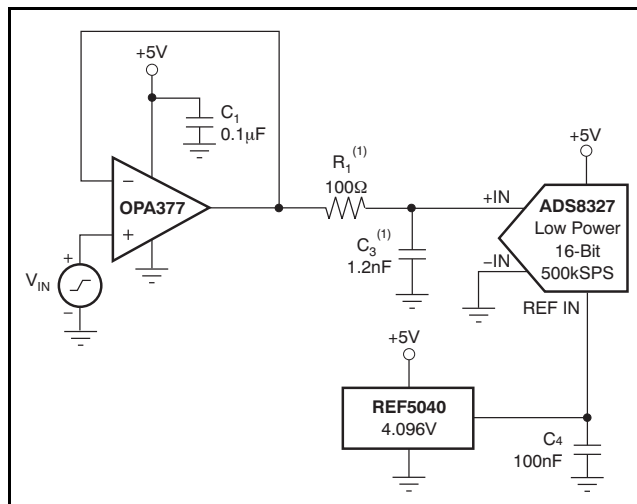 +5V
C1
0.1μF
−
OPA377
+
+
VIN
−
R1(1)
100Ω
C3(1)
1.2nF
+5V
+IN
ADS8327
Low Power
16-Bit
500kSPS
−IN
REF IN
+5V
REF5040
4.096V
C4
100nF